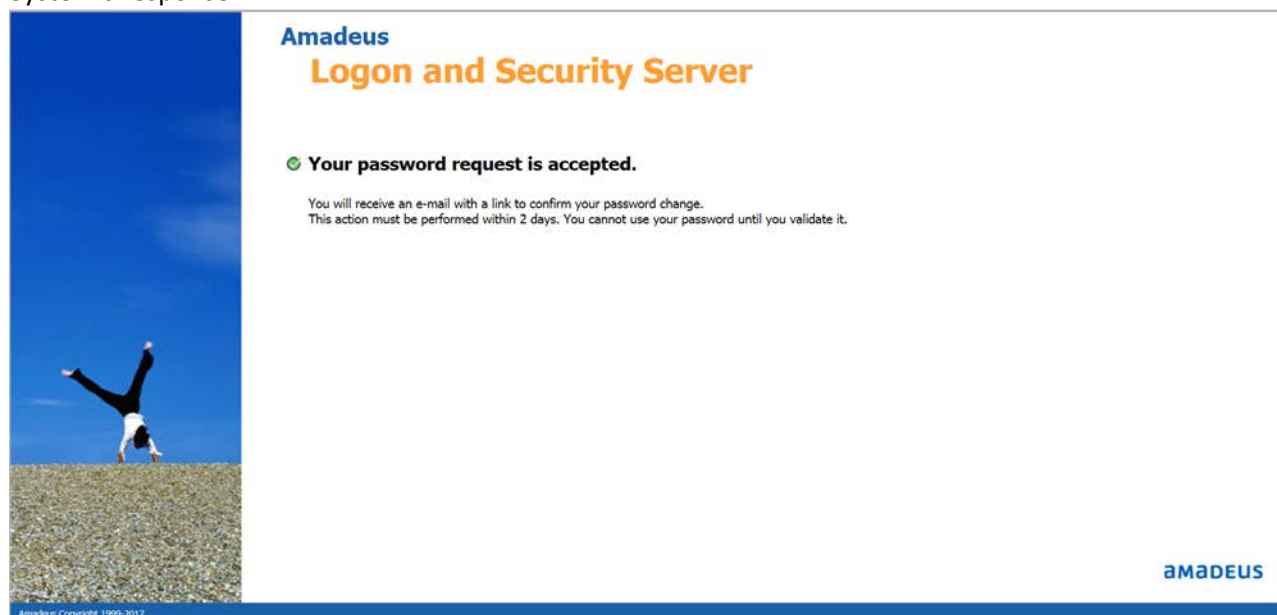 Amadeus
Logon and Security Server
Your password request is accepted.
You will receive an e-mail with a link to confirm your password change.
This action must be performed within 2 days. You cannot use your password until you validate it.
amadeus
Amadeus Copyright 1999-2017